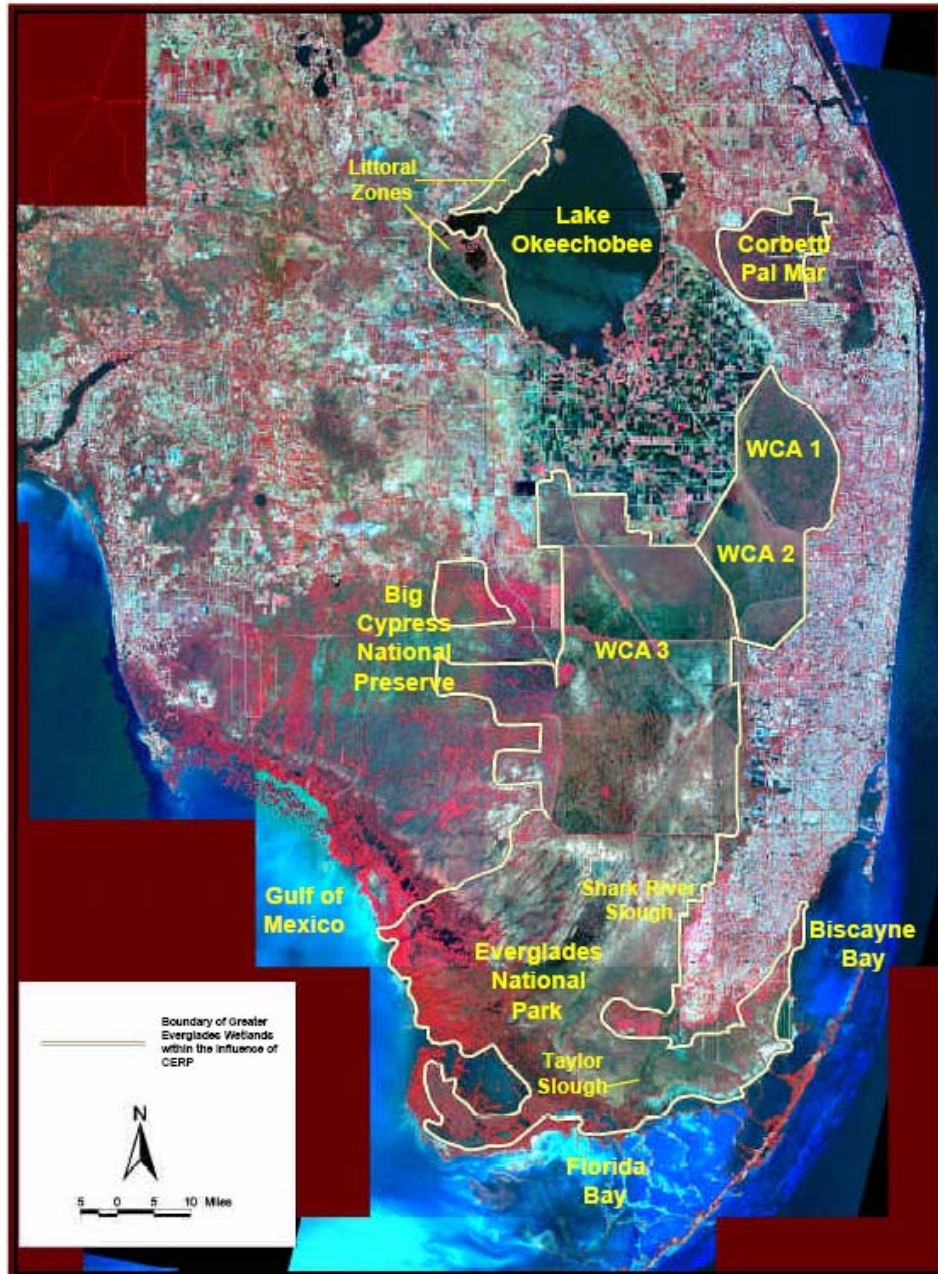 Littoral
Zones
Lake
Okeechobee
Corbett/
Pal Mar
WCA 1
WCA 2
Big
Cypress
National
Preserve
WCA 3
Shark River
Slough
Gulf of
Mexico
Biscayne
Bay
Everglades
National
Park
Boundary of Greater
Everglades Wetlands
within the Influence of
CERP
Taylor
Slough
N
5 0 5 10 Miles
Florida
Bay